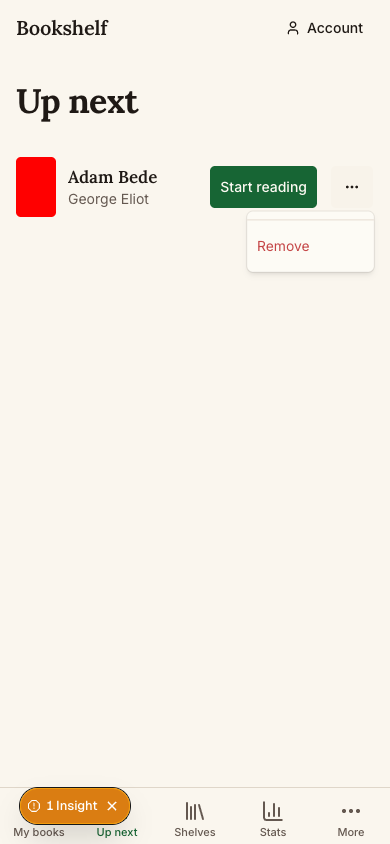 Bookshelf
Account
Up next
Adam Bede
George Eliot
Start reading
Remove
1 Insight
My books
Up next
Shelves
Stats
More